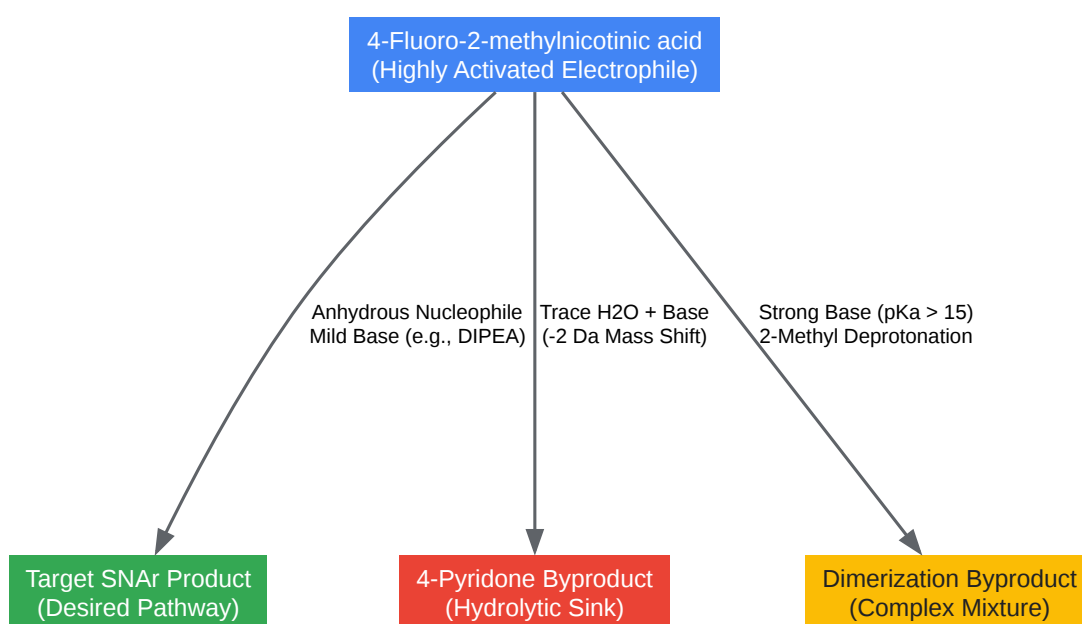 4-Fluoro-2-methylnicotinic acid
(Highly Activated Electrophile)
Anhydrous Nucleophile
Mild Base (e.g., DIPEA)
Trace H2O + Base
(-2 Da Mass Shift)
Strong Base (pKa > 15)
2-Methyl Deprotonation
Target SNAr Product
(Desired Pathway)
4-Pyridone Byproduct
(Hydrolytic Sink)
Dimerization Byproduct
(Complex Mixture)